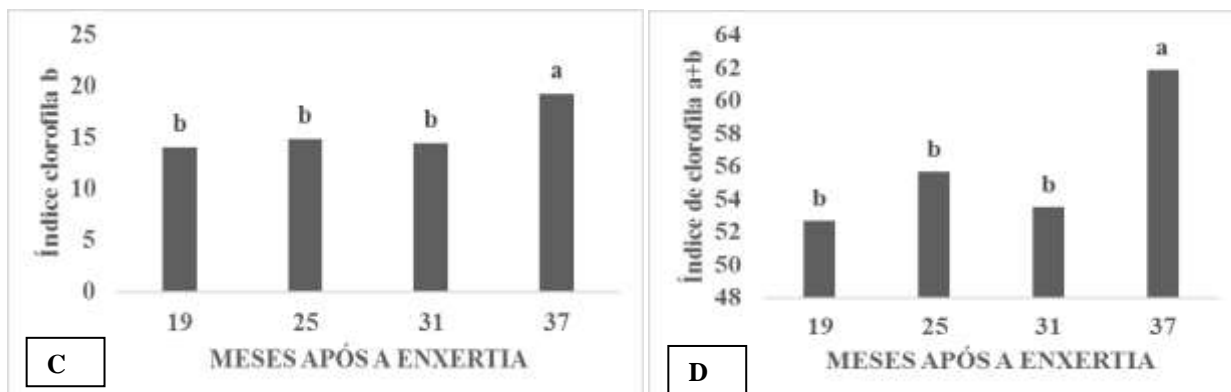 25
20
15
10
5
0
Índice clorofila b
b
b
b
a
19
25
31
37
MESES APÓS A ENXERTIA
C
64
62
60
58
56
54
52
50
48
Índice de clorofila a+b
b
b
b
a
19
25
31
37
MESES APÓS A ENXERTIA
D